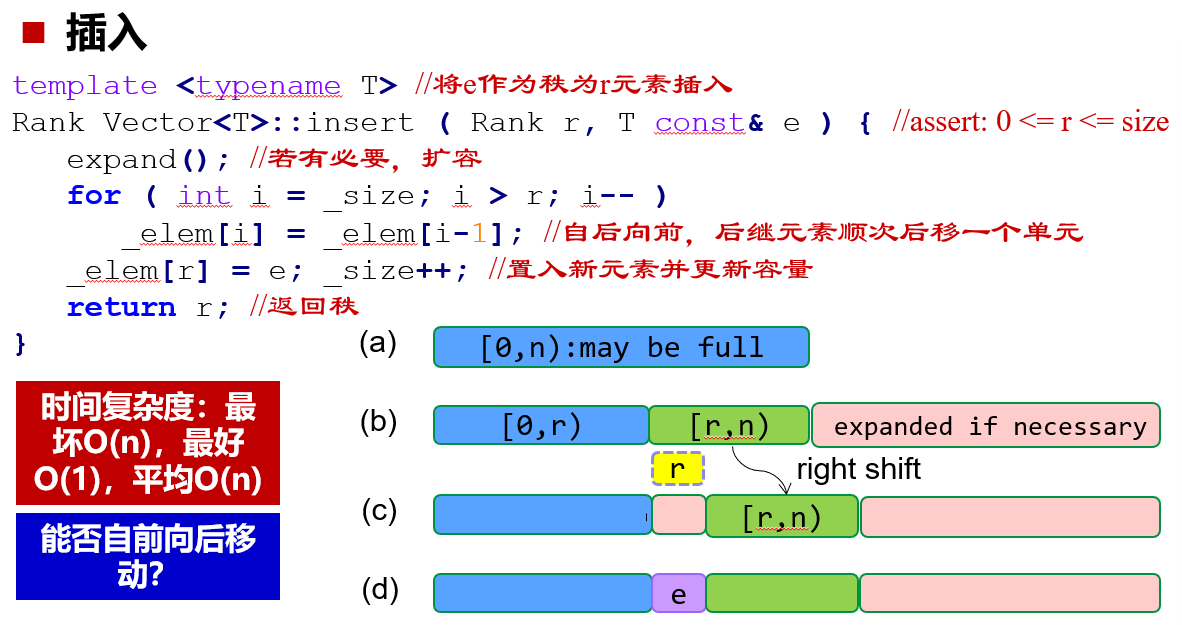 ■ 插入
template <typename T> //将e作为秩为r元素插入
Rank Vector<T>::insert ( Rank r, T const& e ) { //assert: 0 <= r <= size
expand(); //若有必要，扩容
for ( int i = _size; i > r; i-- )
_elem[i] = _elem[i-1]; //自后向前，后继元素顺次后移一个单元
_elem[r] = e; _size++; //置入新元素并更新容量
return r; //返回秩
}
(a) [0,n):may be full
时间复杂度：最
坏O(n)，最好
O(1)，平均O(n)
能否自前向后移
动？
(b) [0,r) [r,n) expanded if necessary
r right shift
(c) [r,n)
(d) e